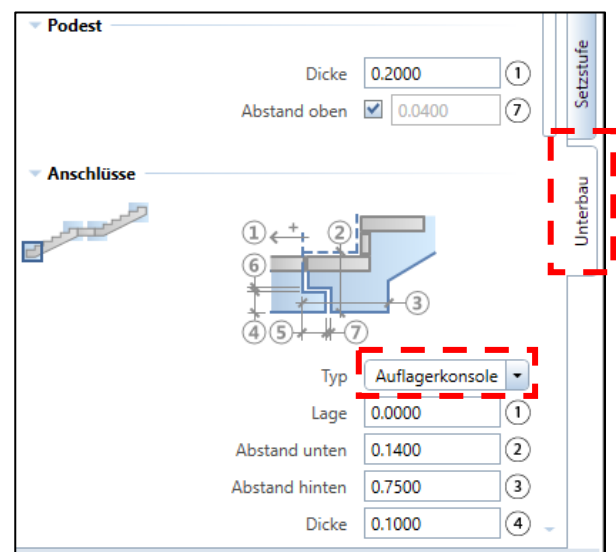 Podest
Dicke 0.2000 ①
Abstand oben 0.0400 ⑦
Setzstufe
Unterbau
Anschlüsse
① + ②
⑥
③
④ ⑤ ⑦
Typ Auflagerkonsole
Lage 0.0000 ①
Abstand unten 0.1400 ②
Abstand hinten 0.7500 ③
Dicke 0.1000 ④